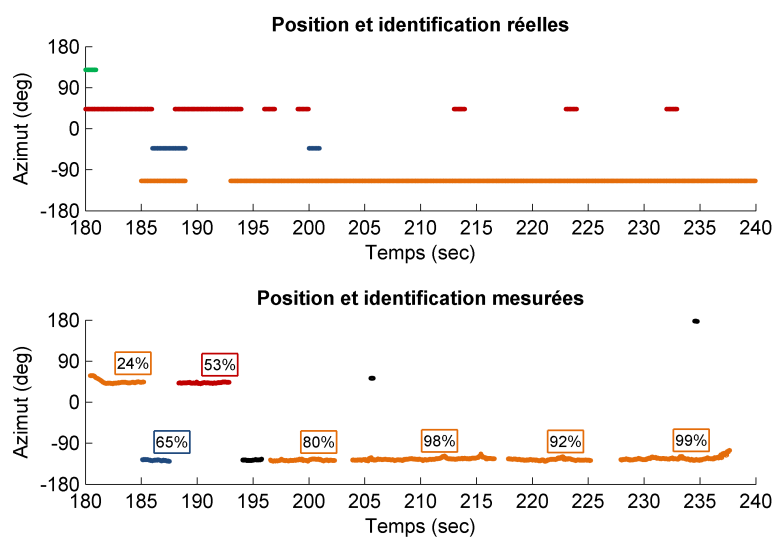 Position et identification réelles
180
90
0
-90
-180
Azimut (deg)
180 185 190 195 200 205 210 215 220 225 230 235 240
Temps (sec)
Position et identification mesurées
180
90
0
-90
-180
Azimut (deg)
24% 53%
65% 80% 98% 92% 99%
180 185 190 195 200 205 210 215 220 225 230 235 240
Temps (sec)